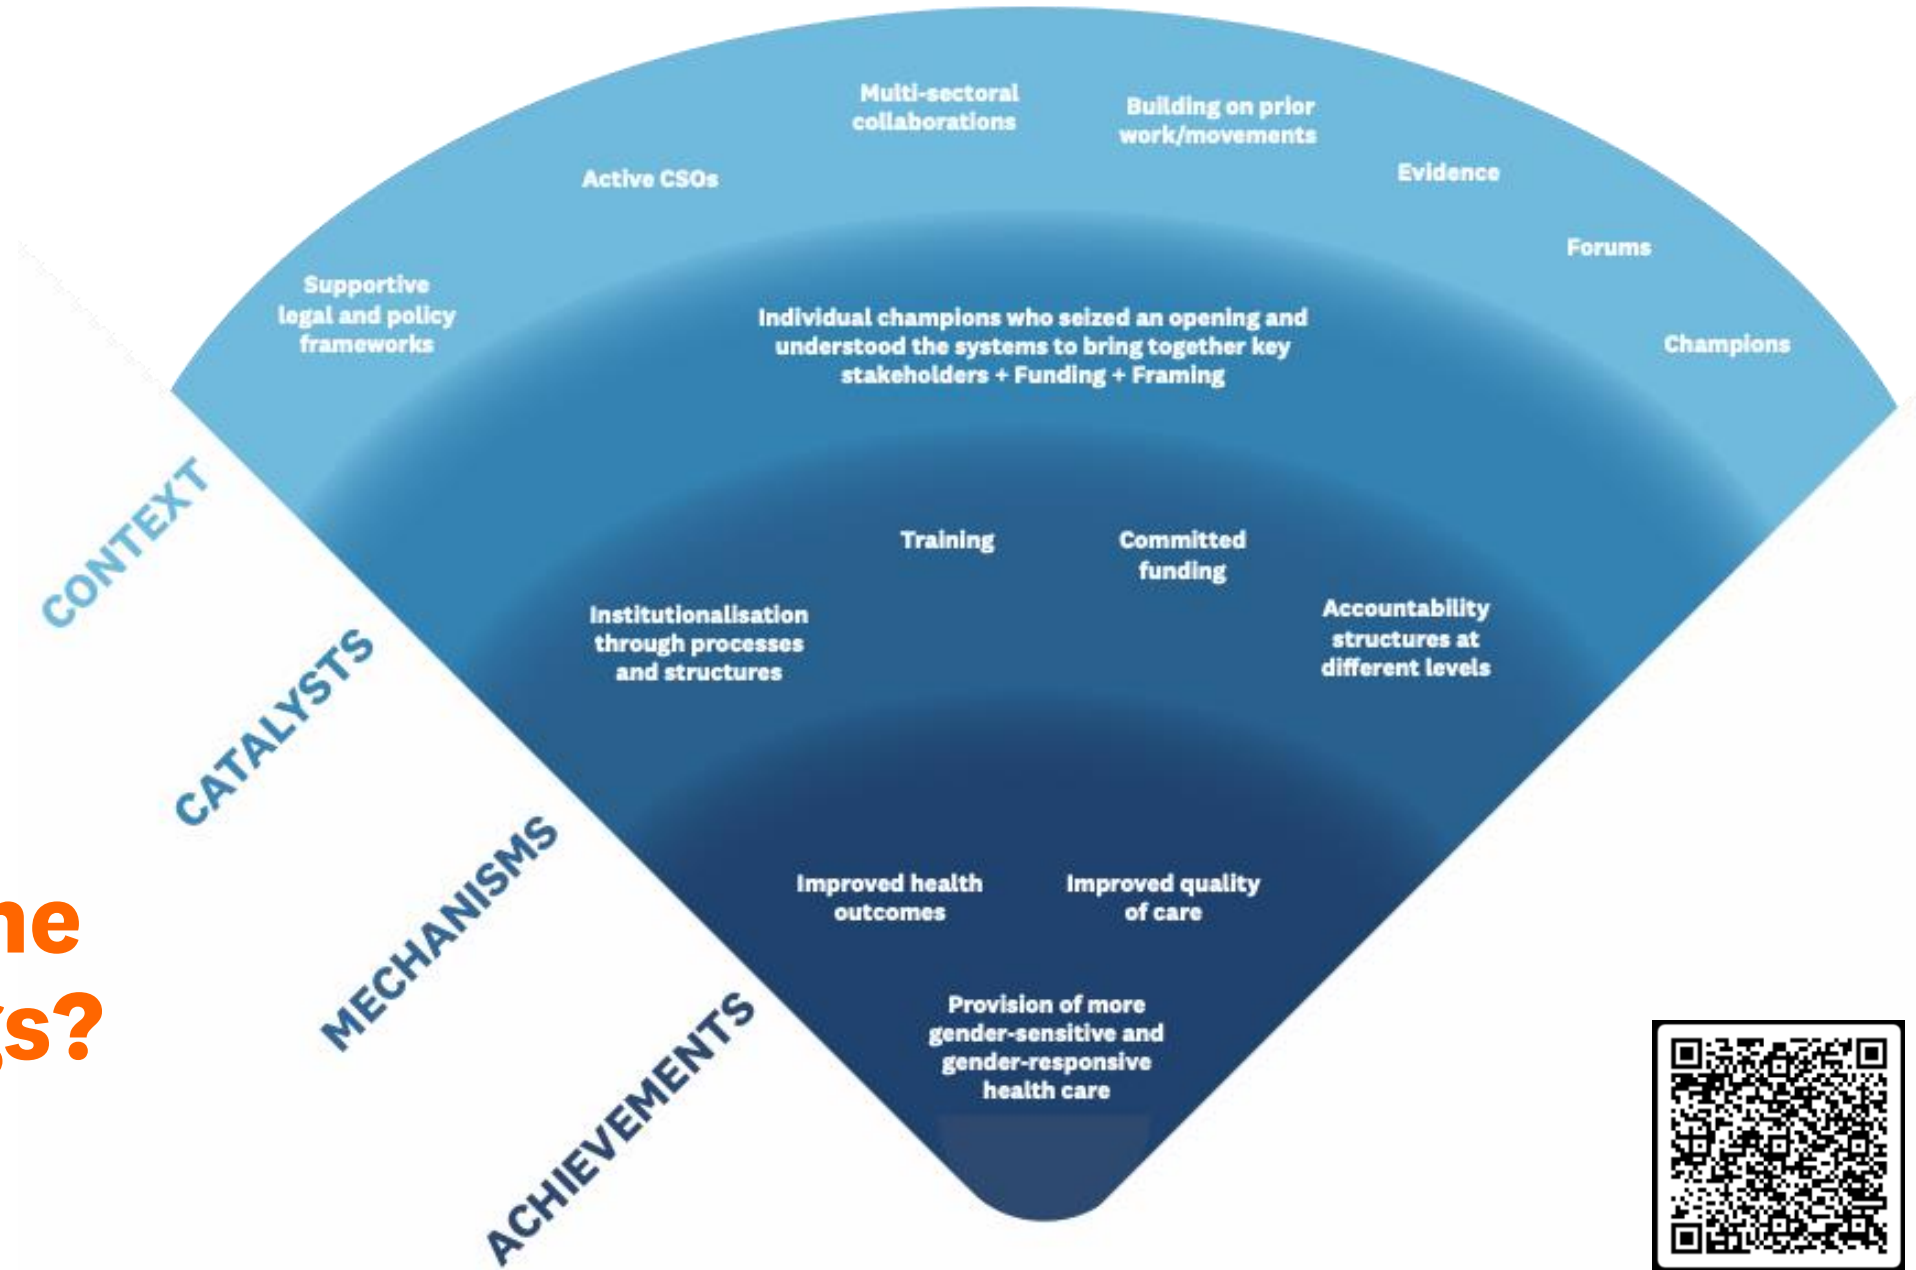 Multi-sectoral
collaborations
Building on prior
work/movements
Active CSOs
Evidence
Forums
Supportive
legal and policy
frameworks
Champions
Individual champions who seized an opening and
understood the systems to bring together key
stakeholders + Funding + Framing
Training
Committed
funding
Institutionalisation
through processes
and structures
Accountability
structures at
different levels
Improved health
outcomes
Improved quality
of care
Provision of more
gender-sensitive and
gender-responsive
health care
CONTEXT
CATALYSTS
MECHANISMS
ACHIEVEMENTS